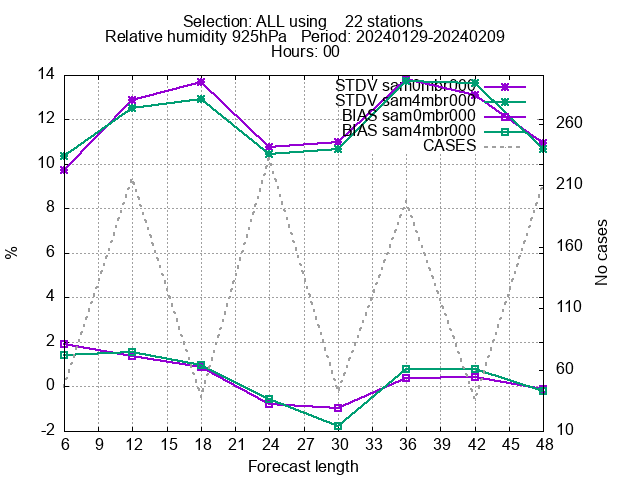 Selection: ALL using 22 stations
Relative humidity 925hPa Period: 20240129-20240209
Hours: 00
STDV sam0mbr000
STDV sam4mbr000
BIAS sam0mbr000
BIAS sam4mbr000
CASES
14
12
10
8
6
4
2
0
-2
%
260
210
160
110
60
10
No cases
6 9 12 15 18 21 24 27 30 33 36 39 42 45 48
Forecast length